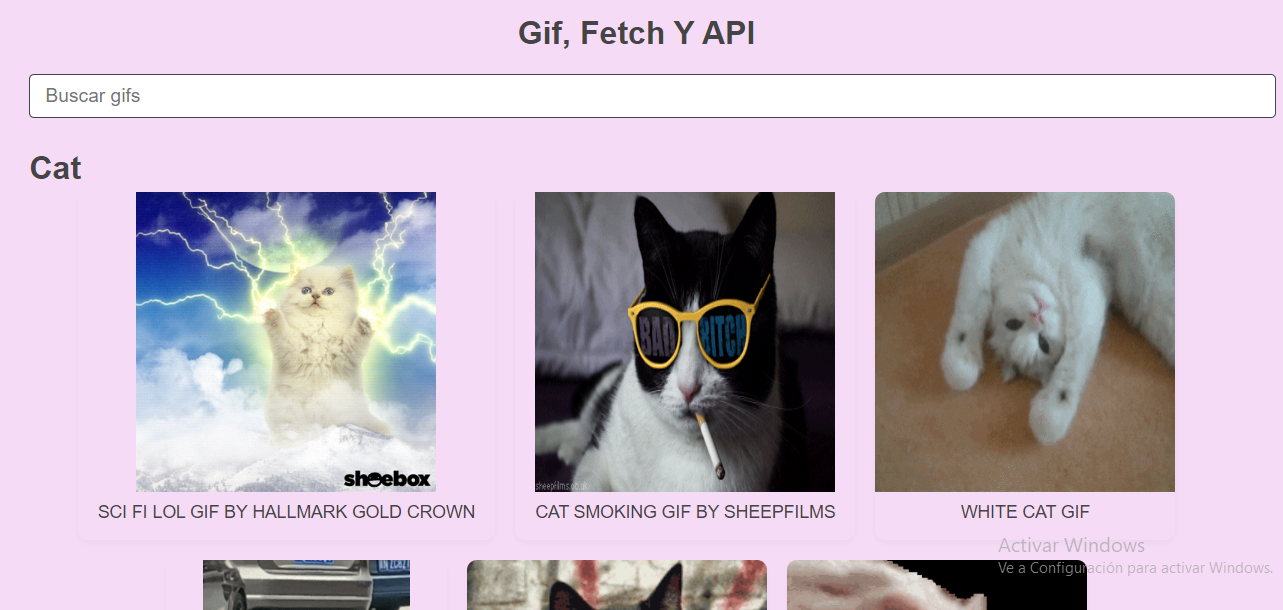 Gif, Fetch Y API
Buscar gifs
Cat
BAD BITCH
shoebox
sheepfilms.co.uk
SCI FI LOL GIF BY HALLMARK GOLD CROWN
CAT SMOKING GIF BY SHEEPFILMS
WHITE CAT GIF
Activar Windows
Ve a Configuración para activar Windows.